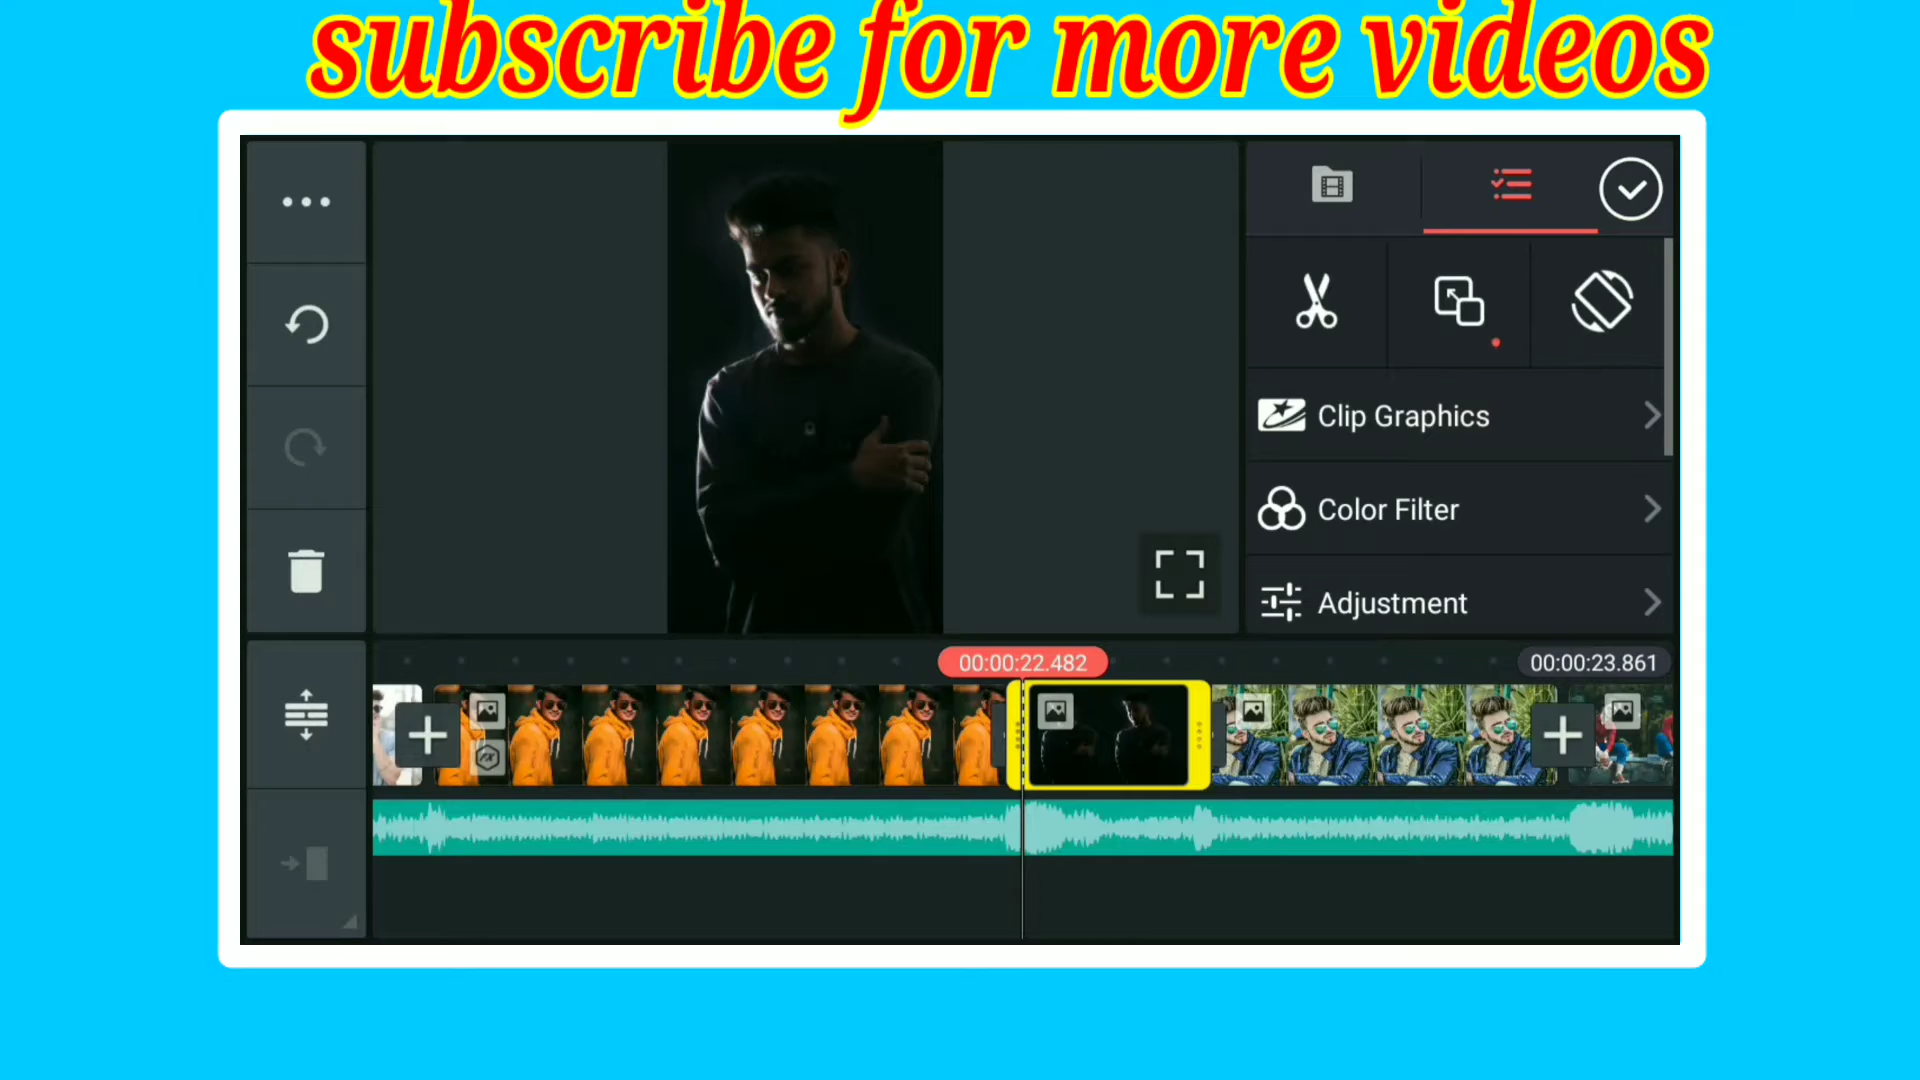 subscribe for more videos
Clip Graphics
Color Filter
Adjustment
00:00:22.482
00:00:23.861